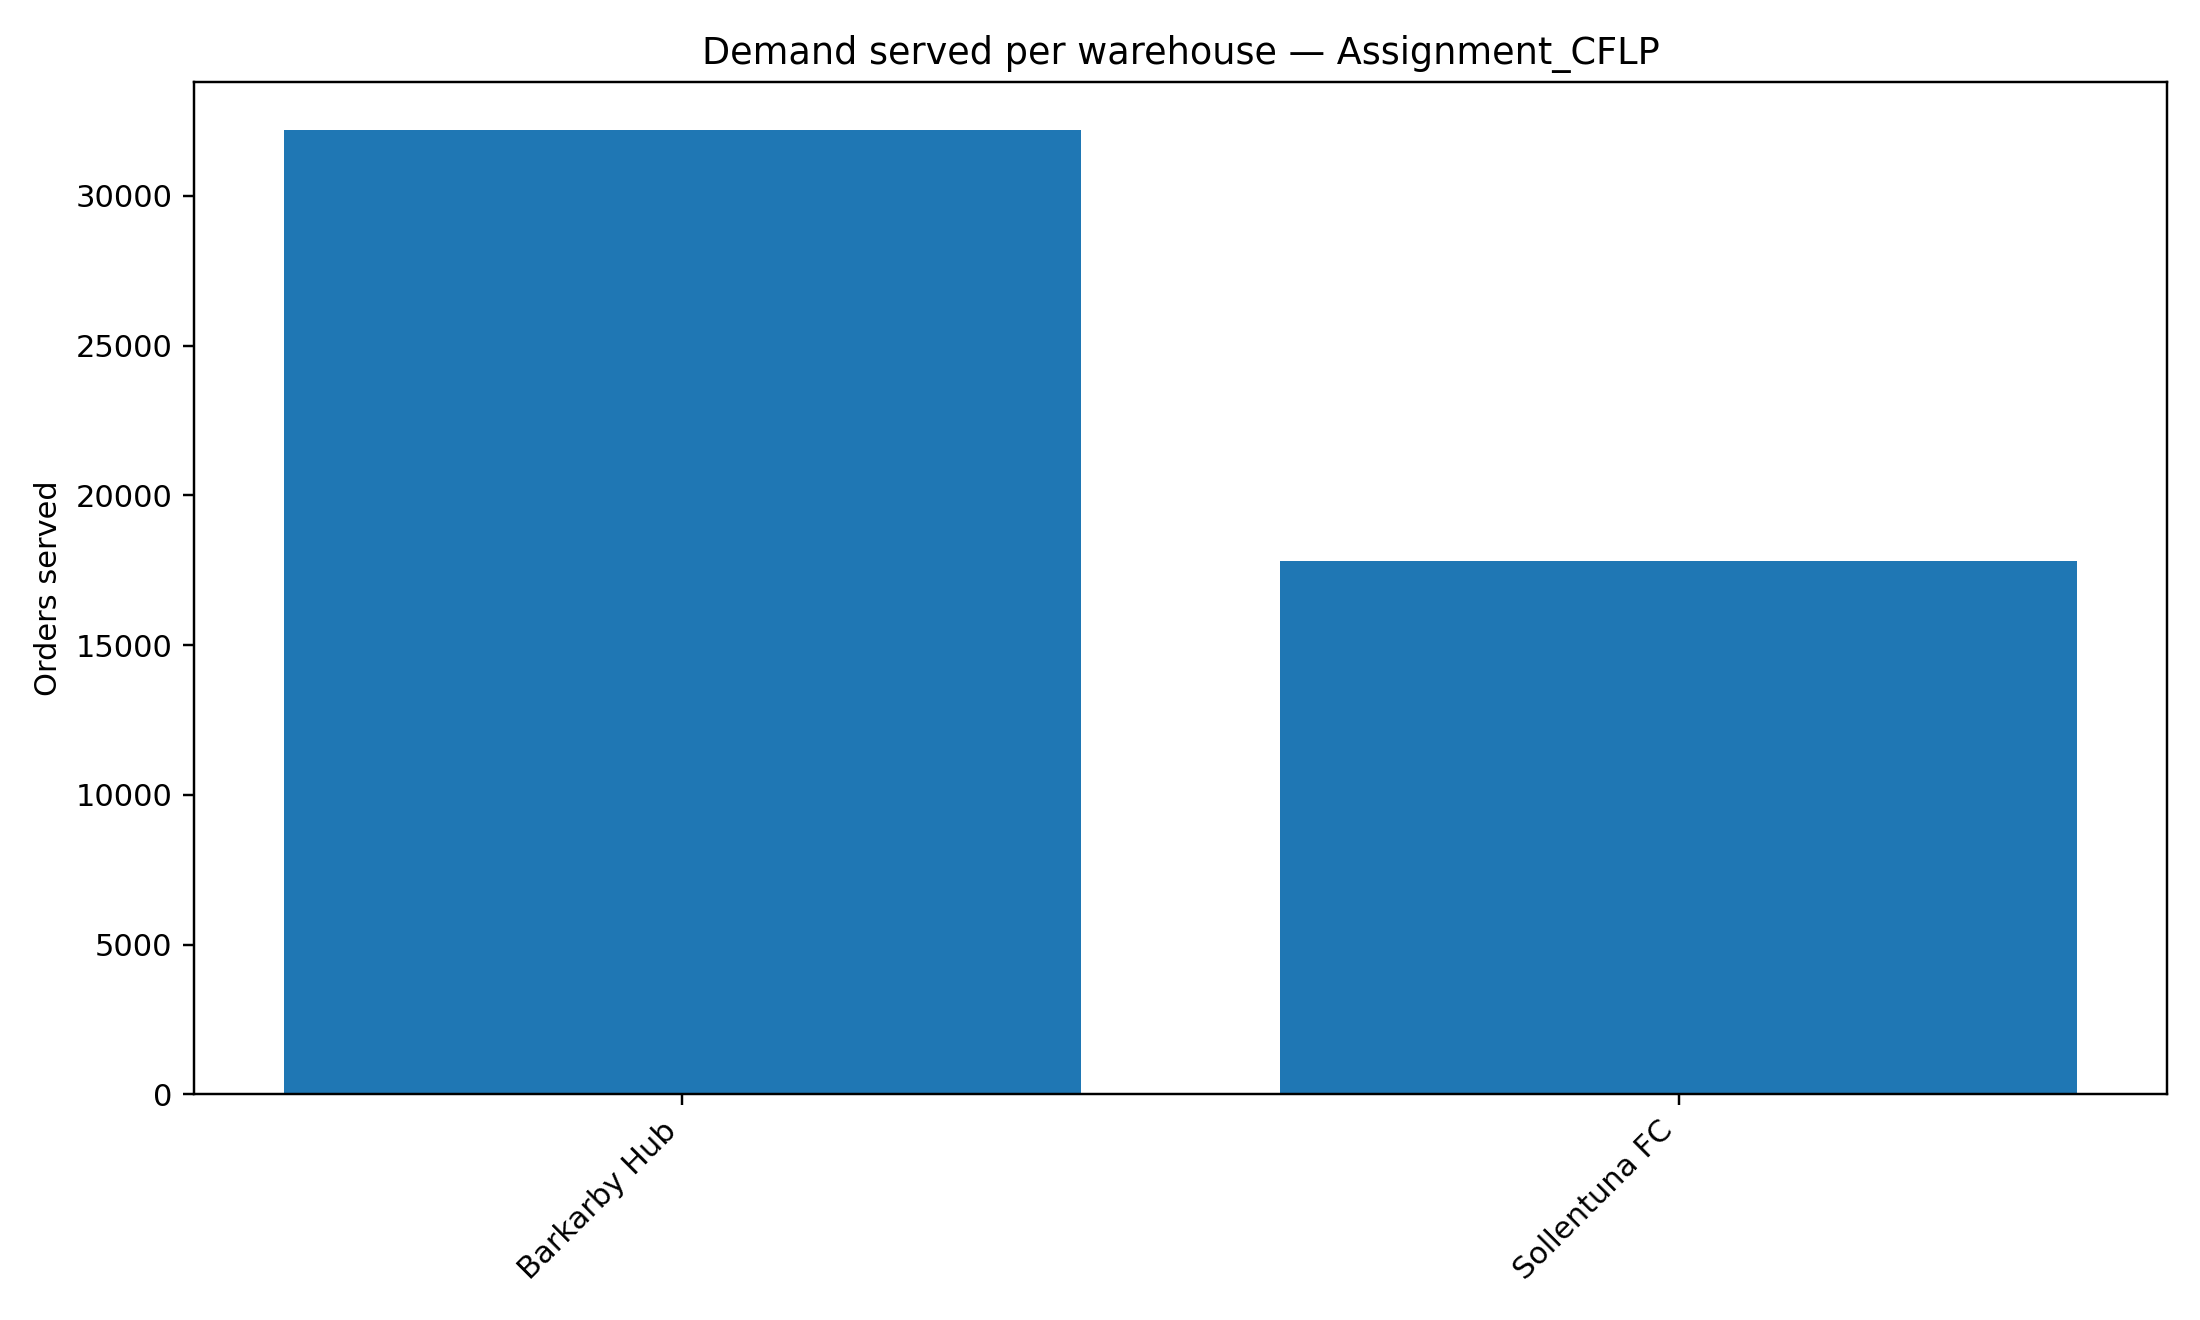 Demand served per warehouse — Assignment_CFLP
Orders served
30000
25000
20000
15000
10000
5000
0
Barkarby Hub
Sollentuna FC